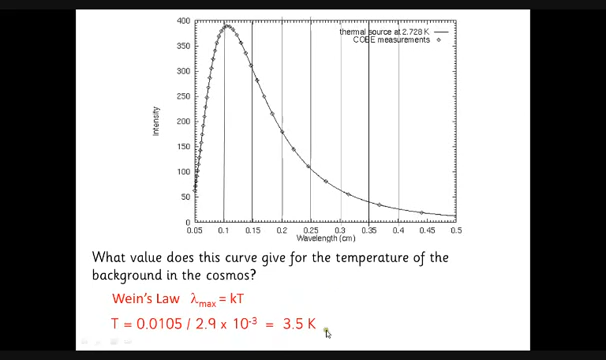 400
350
300
250
200
150
100
50
0
Intensity
thermal source at 2.728 K
COBE measurements
0.05 0.1 0.15 0.2 0.25 0.3 0.35 0.4 0.45 0.5
Wavelength (cm)
What value does this curve give for the temperature of the
background in the cosmos?
Wein's Law λmax = kT
T = 0.0105 / 2.9 x 10-3 = 3.5 K